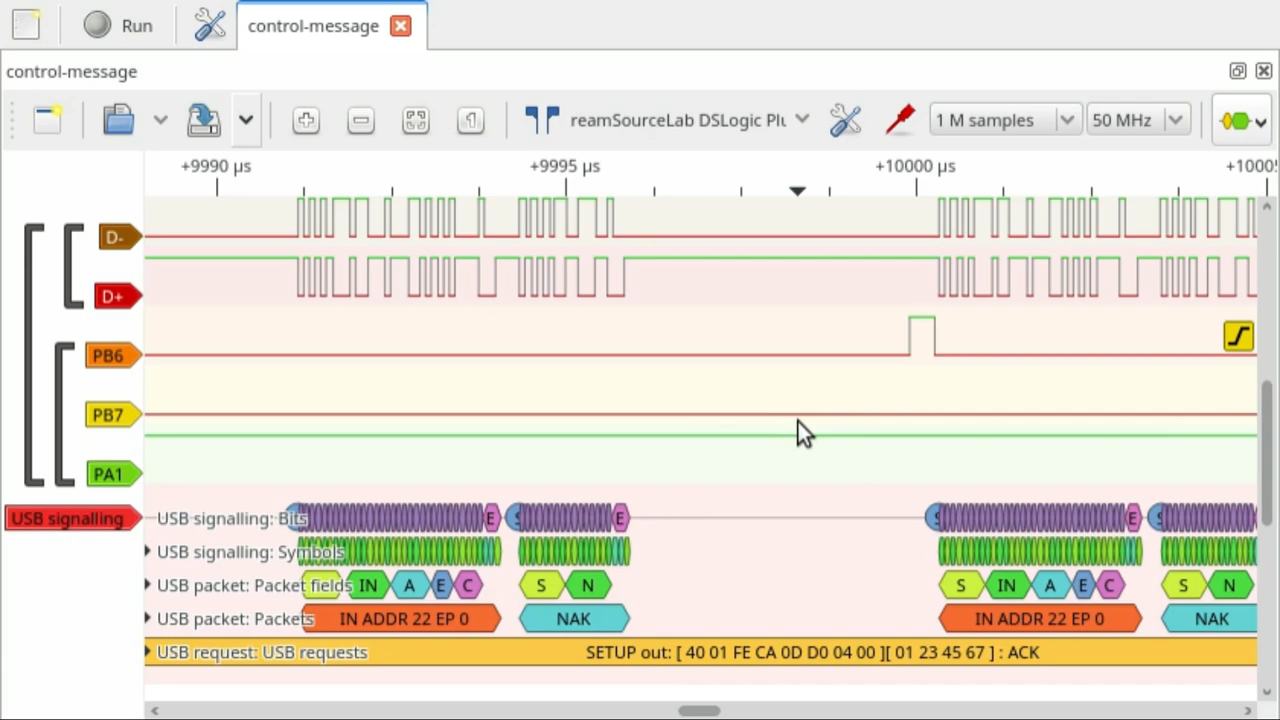 Run
control-message
control-message
reamSourceLab DSLogic Plu
1 M samples
50 MHz
+9990 µs +9995 µs +10000 µs +1000
D-
D+
PB6
PB7
PA1
USB signalling
USB signalling: Bits E S E S E S
USB signalling: Symbols
USB packet: Packet fields IN A E C S N S IN A E C S N
USB packet: Packets IN ADDR 22 EP 0 NAK IN ADDR 22 EP 0 NAK
USB request: USB requests SETUP out: [ 40 01 FE CA 0D D0 04 00 ][ 01 23 45 67 ] : ACK